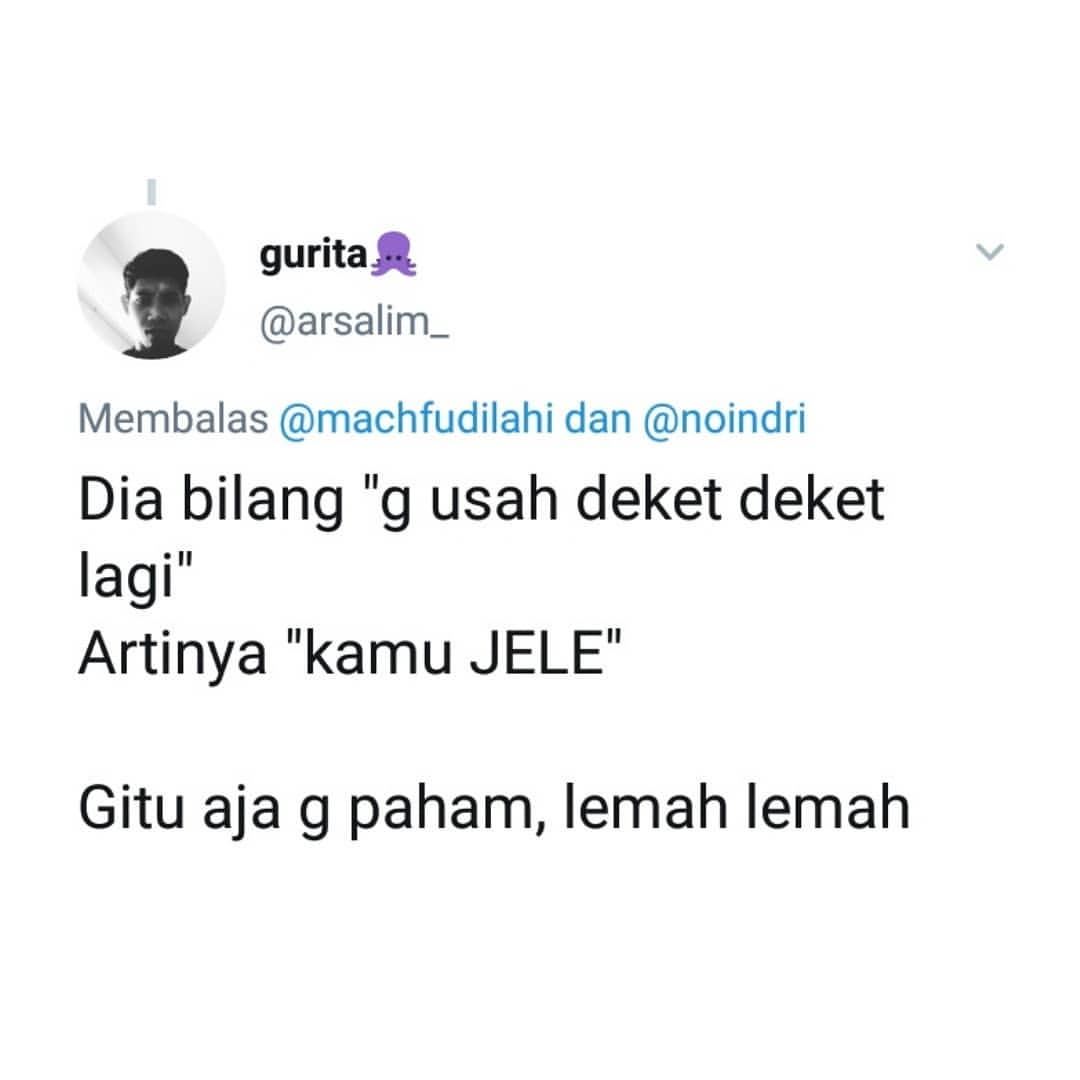 gurita🐙
@arsalim_
Membalas @machfudilahi dan @noindri
Dia bilang "g usah deket deket
lagi"
Artinya "kamu JELE"
Gitu aja g paham, lemah lemah